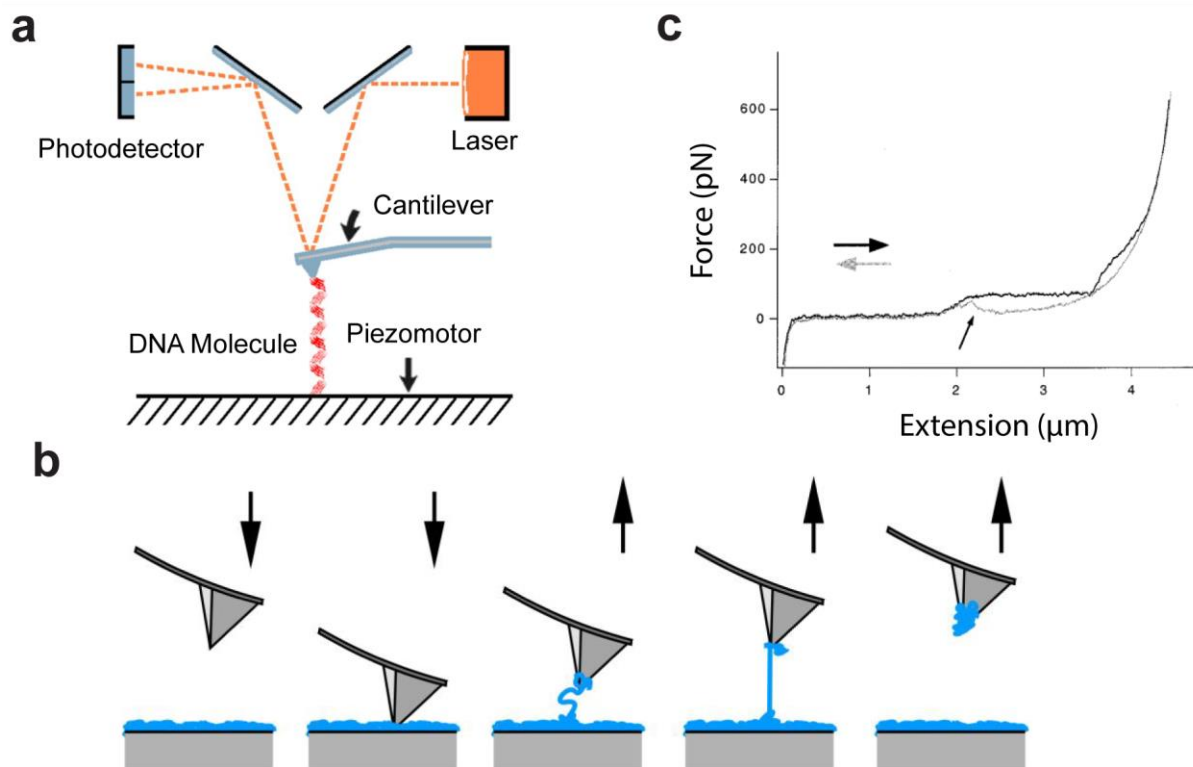 a
Photodetector
Laser
Cantilever
DNA Molecule
Piezomotor
c
Force (pN)
600
400
200
0
0 1 2 3 4
Extension (μm)
b